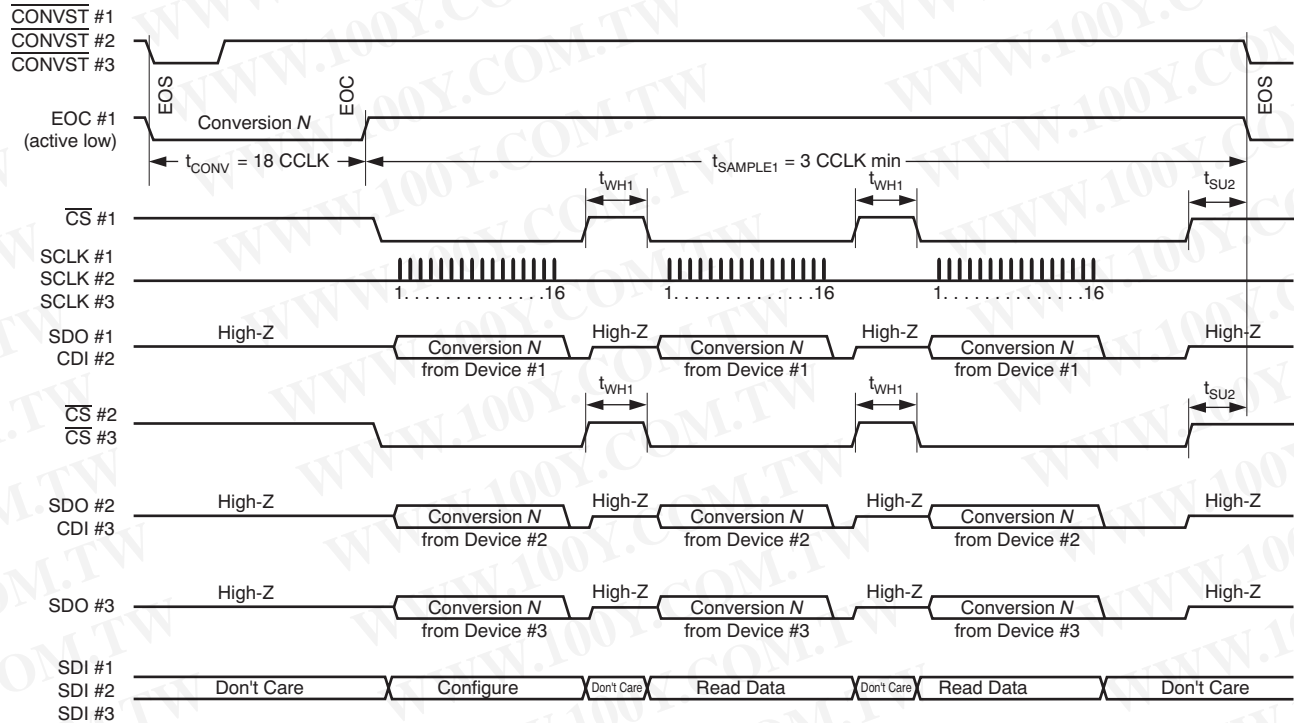 CONVST #1
CONVST #2
CONVST #3
EOS
EOC
EOS
EOC #1
(active low)
Conversion N
tCONV = 18 CCLK
tSAMPLE1 = 3 CCLK min
tWH1
tWH1
tSU2
CS #1
SCLK #1
SCLK #2
SCLK #3
1. . . . . . . . . . . . . . .16
1. . . . . . . . . . . . . . .16
1. . . . . . . . . . . . . . .16
SDO #1
CDI #2
High-Z
High-Z
High-Z
High-Z
Conversion N
from Device #1
Conversion N
from Device #1
Conversion N
from Device #1
tWH1
tWH1
tSU2
CS #2
CS #3
SDO #2
CDI #3
High-Z
High-Z
High-Z
High-Z
Conversion N
from Device #2
Conversion N
from Device #2
Conversion N
from Device #2
SDO #3
High-Z
High-Z
High-Z
High-Z
Conversion N
from Device #3
Conversion N
from Device #3
Conversion N
from Device #3
SDI #1
SDI #2
SDI #3
Don't Care
Configure
Don't Care
Read Data
Don't Care
Read Data
Don't Care
WWW.100Y.COM.TW